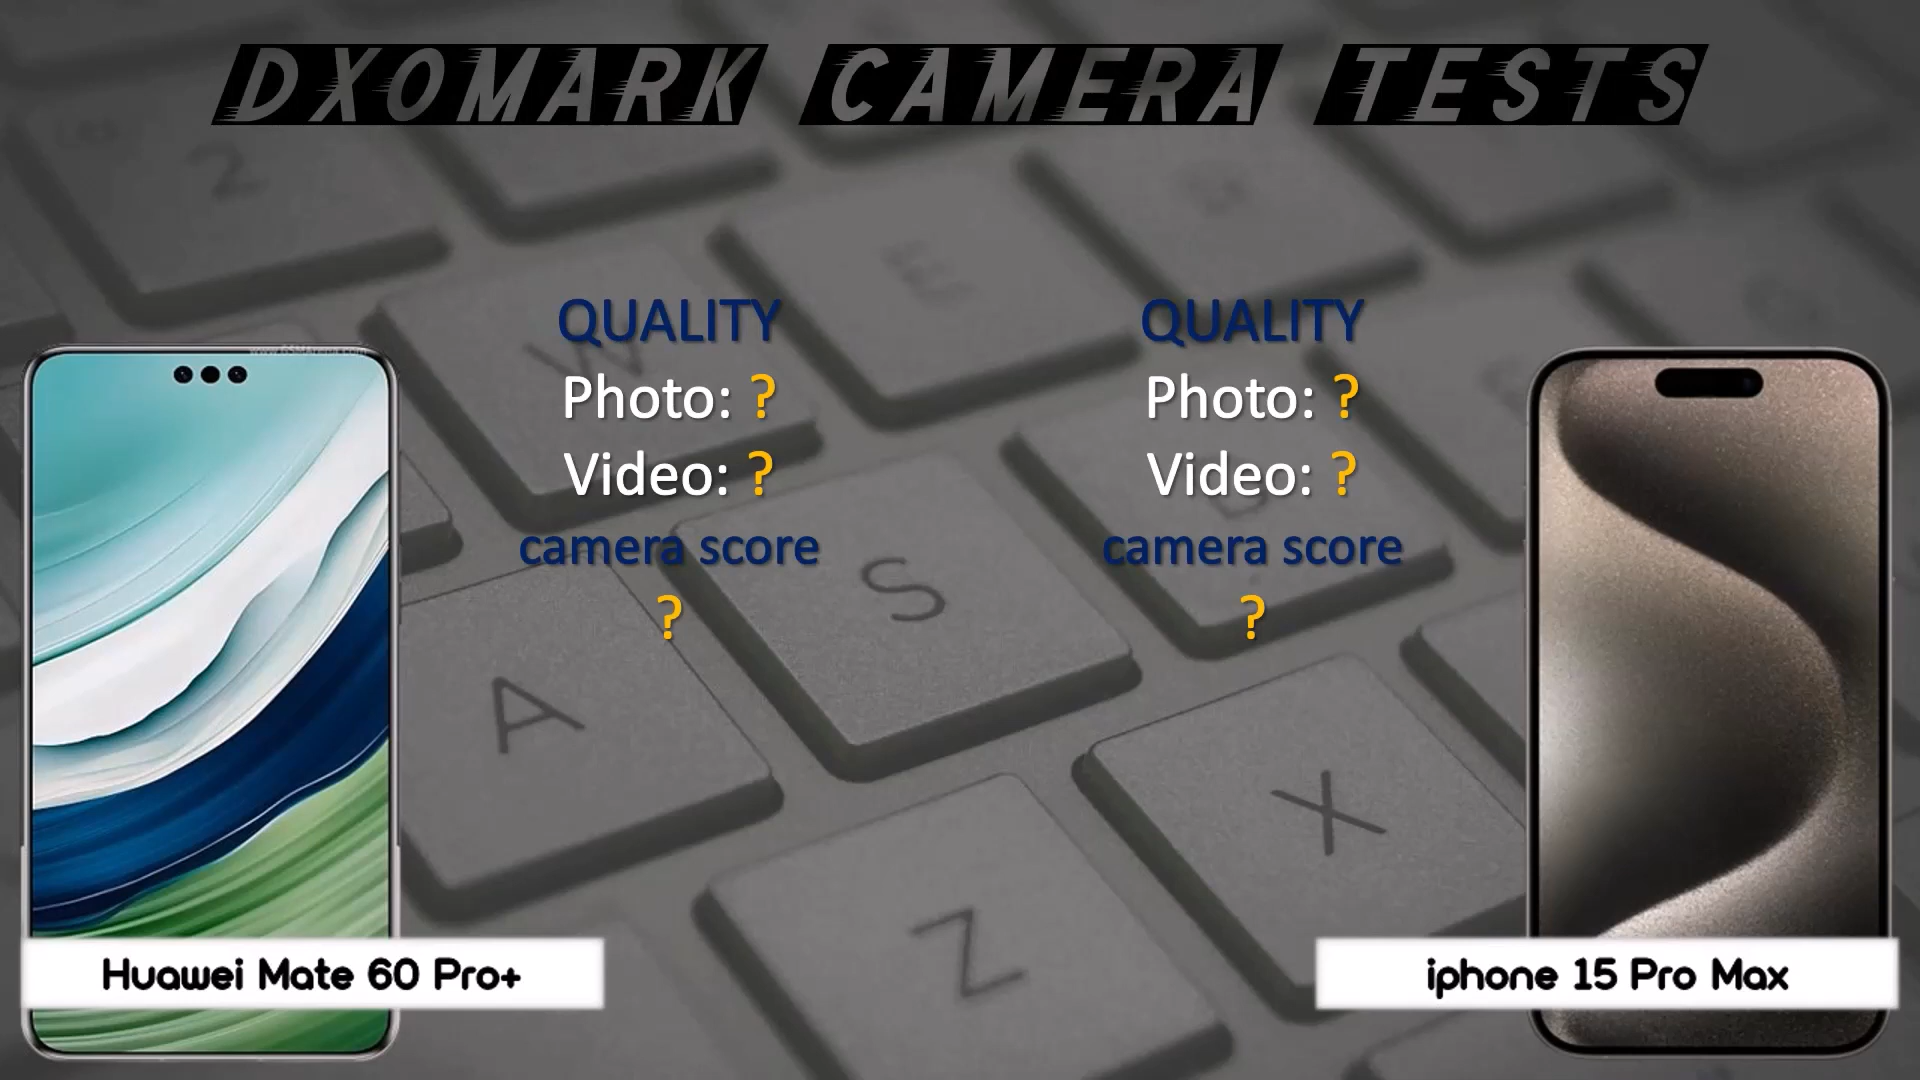 DXOMARK CAMERA TESTS
QUALITY
Photo: ?
Video: ?
camera score
?
QUALITY
Photo: ?
Video: ?
camera score
?
Huawei Mate 60 Pro+
iphone 15 Pro Max
2
W
E
A
S
X
Z